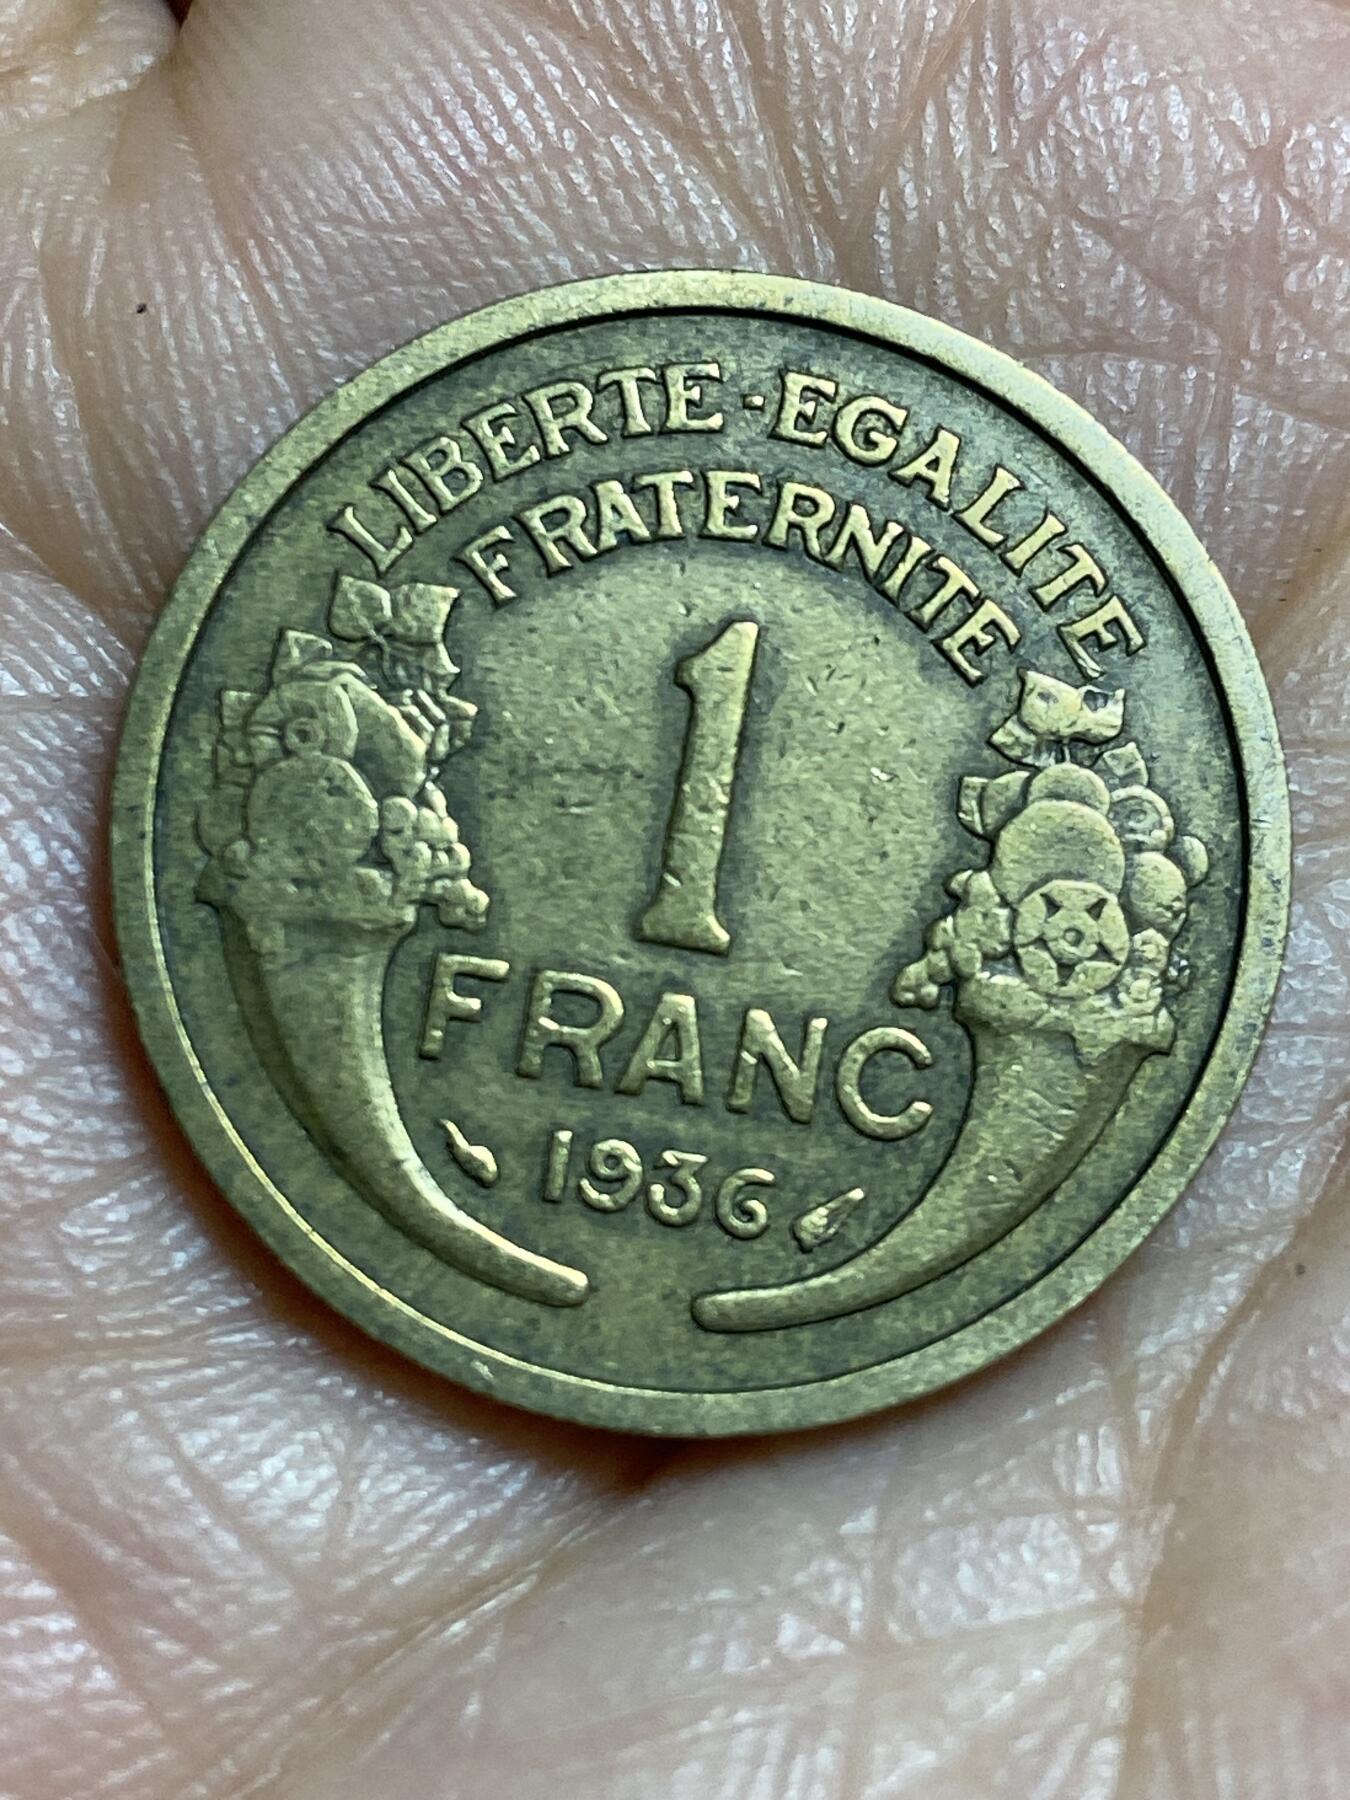 LIBERTE·EGALITE
FRATERNITE
1
FRANC
1936